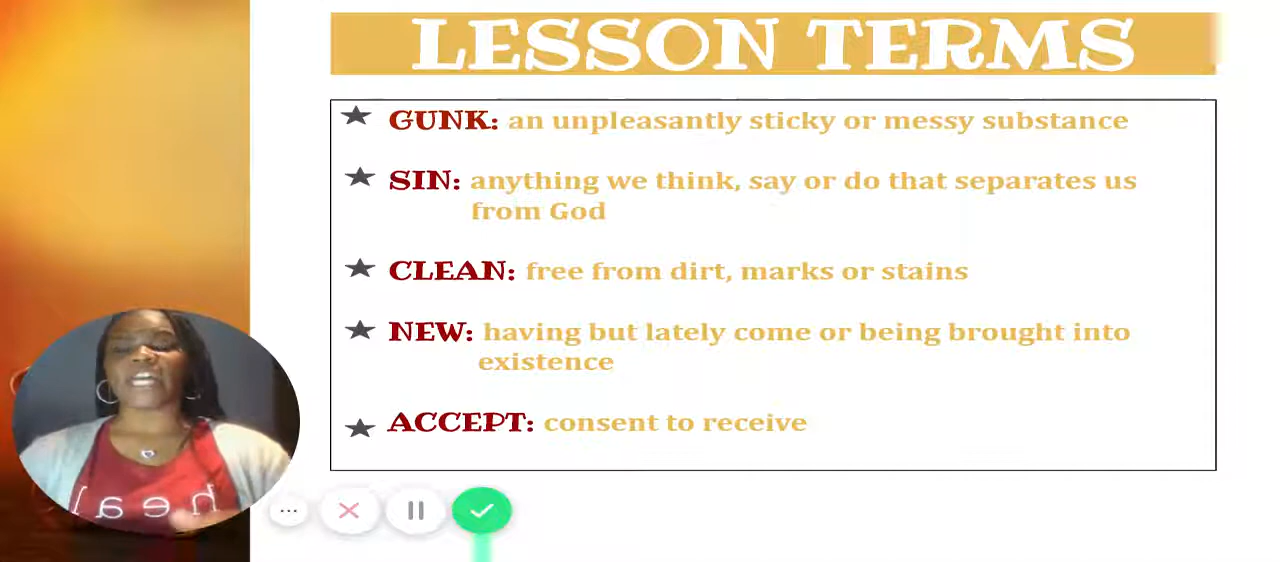 LESSON TERMS
GUNK: an unpleasantly sticky or messy substance
SIN: anything we think, say or do that separates us
from God
CLEAN: free from dirt, marks or stains
NEW: having but lately come or being brought into
existence
ACCEPT: consent to receive
heal